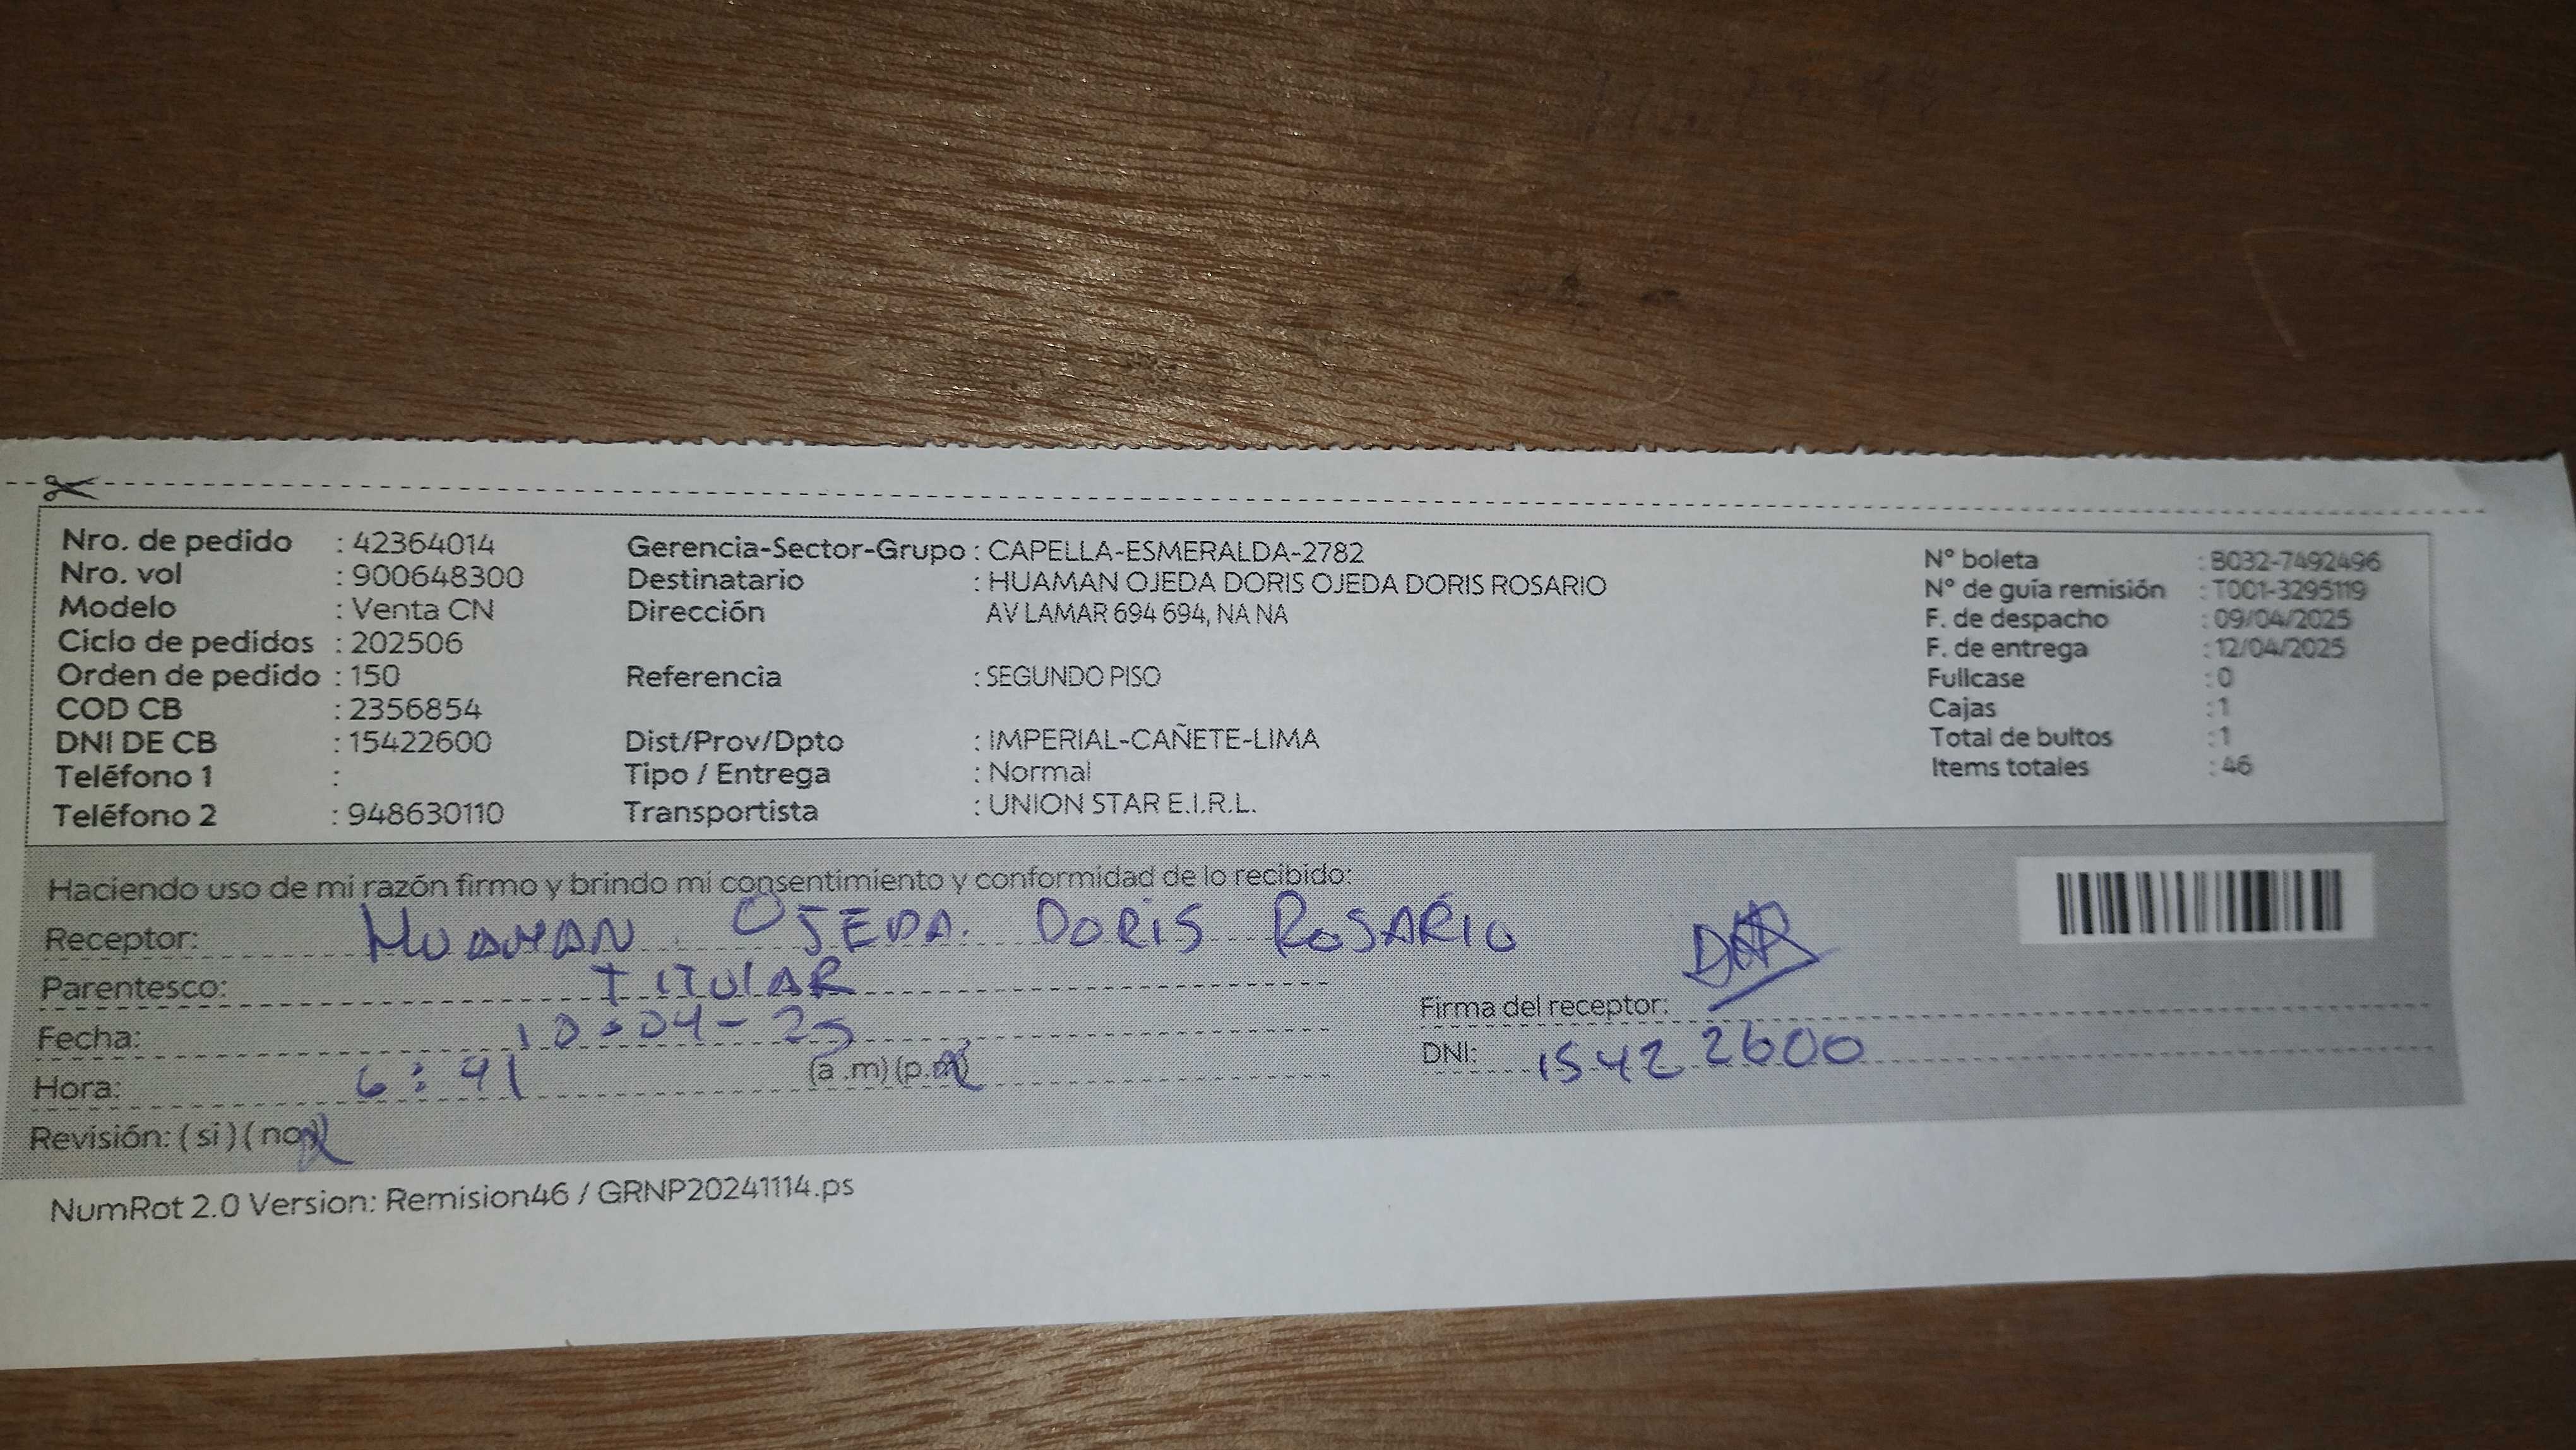 Nro. de pedido : 42364014
Nro. vol : 900648300
Modelo : Venta CN
Ciclo de pedidos : 202506
Orden de pedido : 150
COD CB : 2356854
DNI DE CB : 15422600
Teléfono 1 :
Teléfono 2 : 948630110
Gerencia-Sector-Grupo : CAPELLA-ESMERALDA-2782
Destinatario : HUAMAN OJEDA DORIS OJEDA DORIS ROSARIO
Dirección AV LAMAR 694 694, NA NA
Referencia : SEGUNDO PISO
Dist/Prov/Dpto : IMPERIAL-CAÑETE-LIMA
Tipo / Entrega : Normal
Transportista : UNION STAR E.I.R.L.
N° boleta : B032-7492496
N° de guía remisión : T001-3295119
F. de despacho : 09/04/2025
F. de entrega : 12/04/2025
Fullcase : 0
Cajas : 1
Total de bultos : 1
Items totales : 46
Haciendo uso de mi razón firmo y brindo mi consentimiento y conformidad de lo recibido:
Receptor: HUAMAN OJEDA. DORIS ROSARIO
Parentesco: TITULAR
Fecha: 10-04-25
Hora: 6:41 (a.m)(p.m)
Revisión: (si)(no)
Firma del receptor:
DNI: 15422600
NumRot 2.0 Version: Remision46 / GRNP20241114.ps